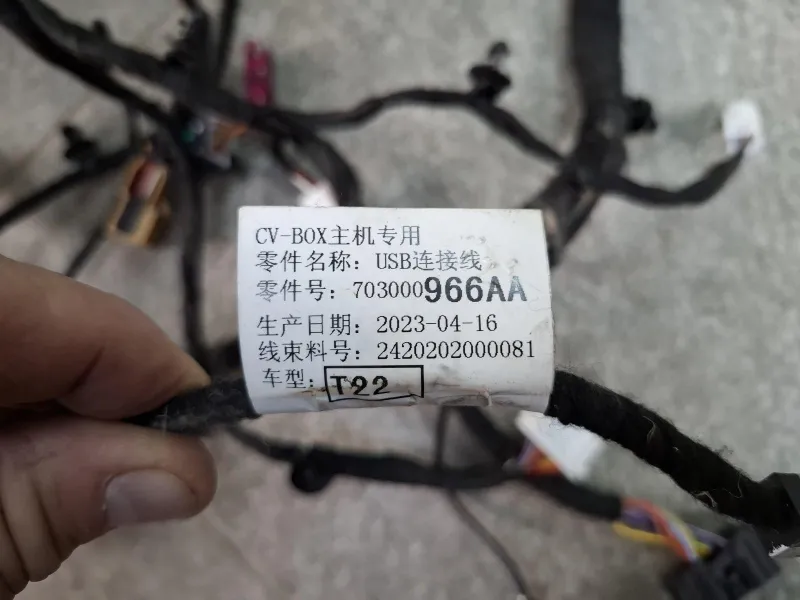 CV-BOX主机专用
零件名称：USB连接线
零件号：703000966AA
生产日期：2023-04-16
线束料号：2420202000081
车型：T22